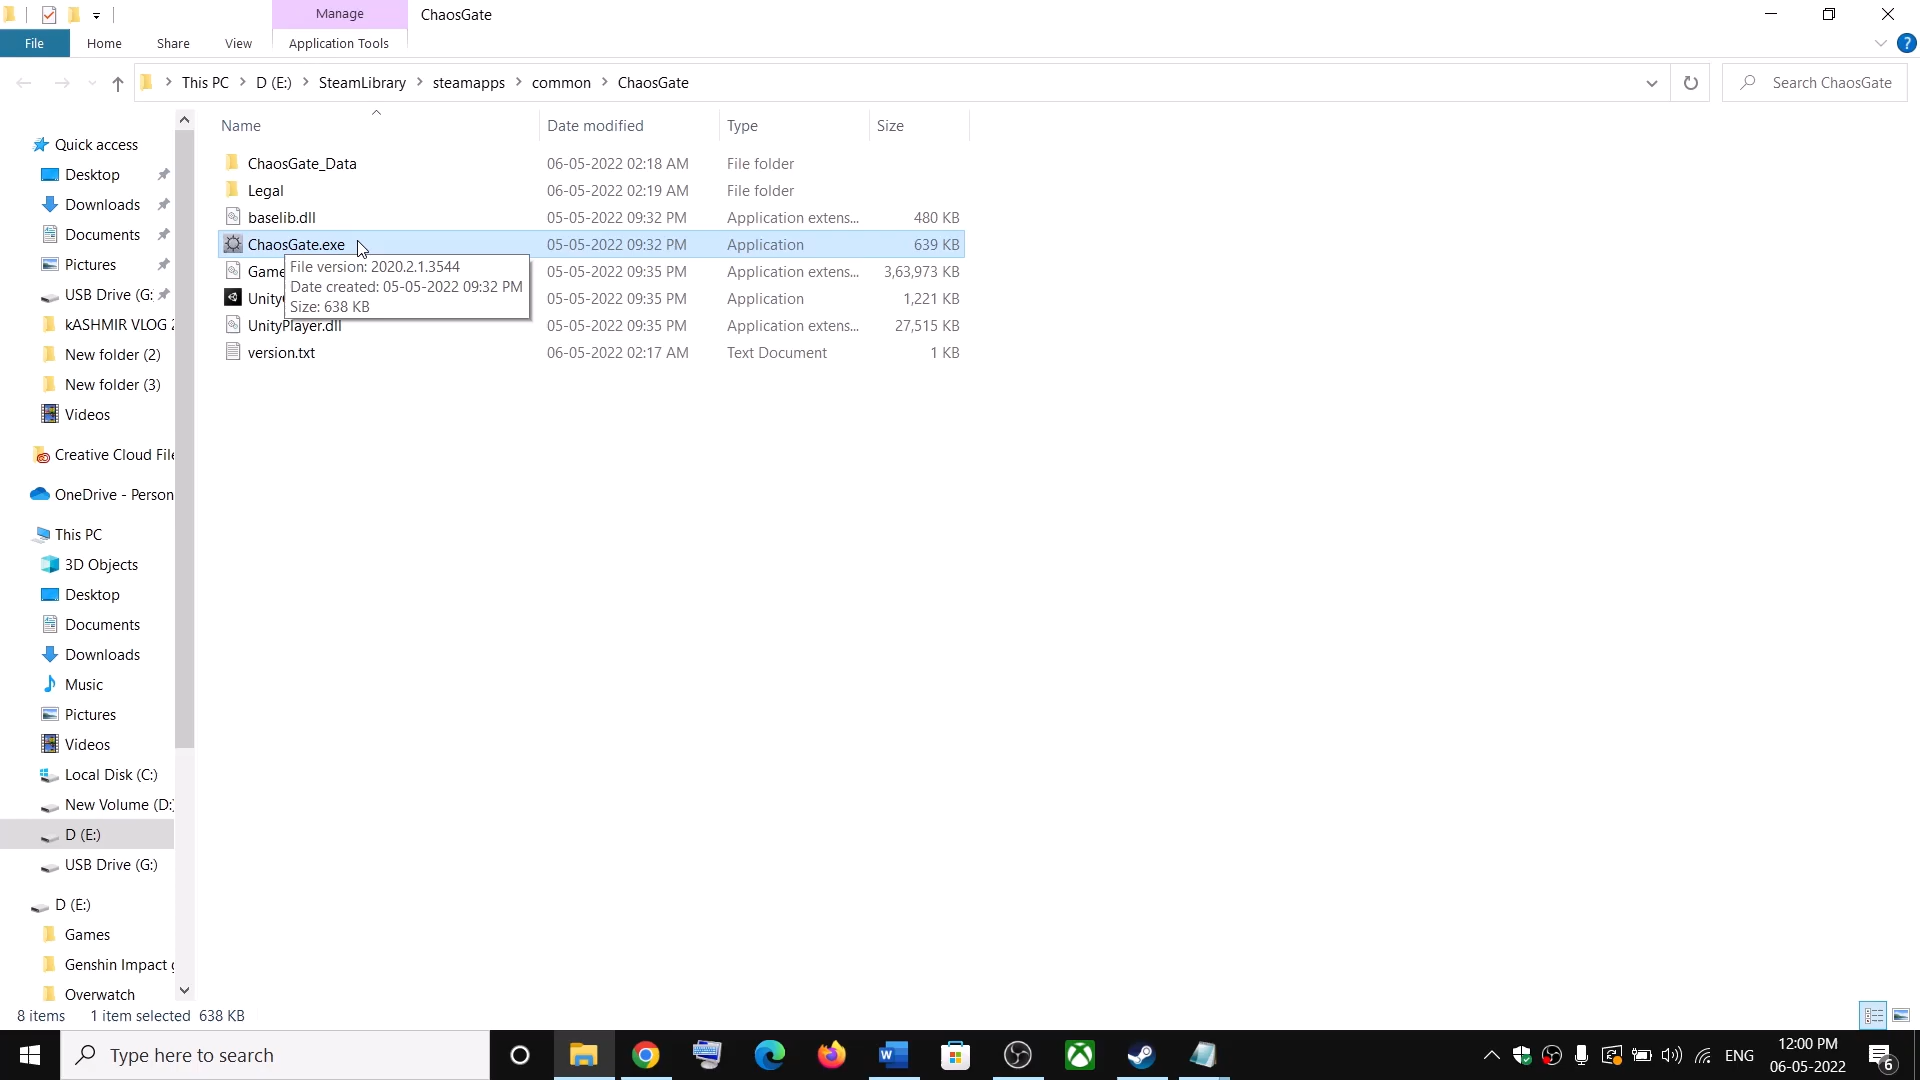 Manage
ChaosGate
File
Home
Share
View
Application Tools
This PC
D (E:)
SteamLibrary
steamapps
common
ChaosGate
Search ChaosGate
Name
Date modified
Type
Size
ChaosGate_Data 06-05-2022 02:18 AM File folder
Legal 06-05-2022 02:19 AM File folder
baselib.dll 05-05-2022 09:32 PM Application extens... 480 KB
ChaosGate.exe 05-05-2022 09:32 PM Application 639 KB
Game 05-05-2022 09:35 PM Application extens... 3,63,973 KB
Unity 05-05-2022 09:35 PM Application 1,221 KB
UnityPlayer.dll 05-05-2022 09:35 PM Application extens... 27,515 KB
version.txt 06-05-2022 02:17 AM Text Document 1 KB
File version: 2020.2.1.3544
Date created: 05-05-2022 09:32 PM
Size: 638 KB
Quick access
Desktop
Downloads
Documents
Pictures
USB Drive (G:
kASHMIR VLOG 2
New folder (2)
New folder (3)
Videos
Creative Cloud File
OneDrive - Person
This PC
3D Objects
Desktop
Documents
Downloads
Music
Pictures
Videos
Local Disk (C:)
New Volume (D:)
D (E:)
USB Drive (G:)
D (E:)
Games
Genshin Impact g
Overwatch
8 items
1 item selected 638 KB
Type here to search
ENG
12:00 PM
06-05-2022
6